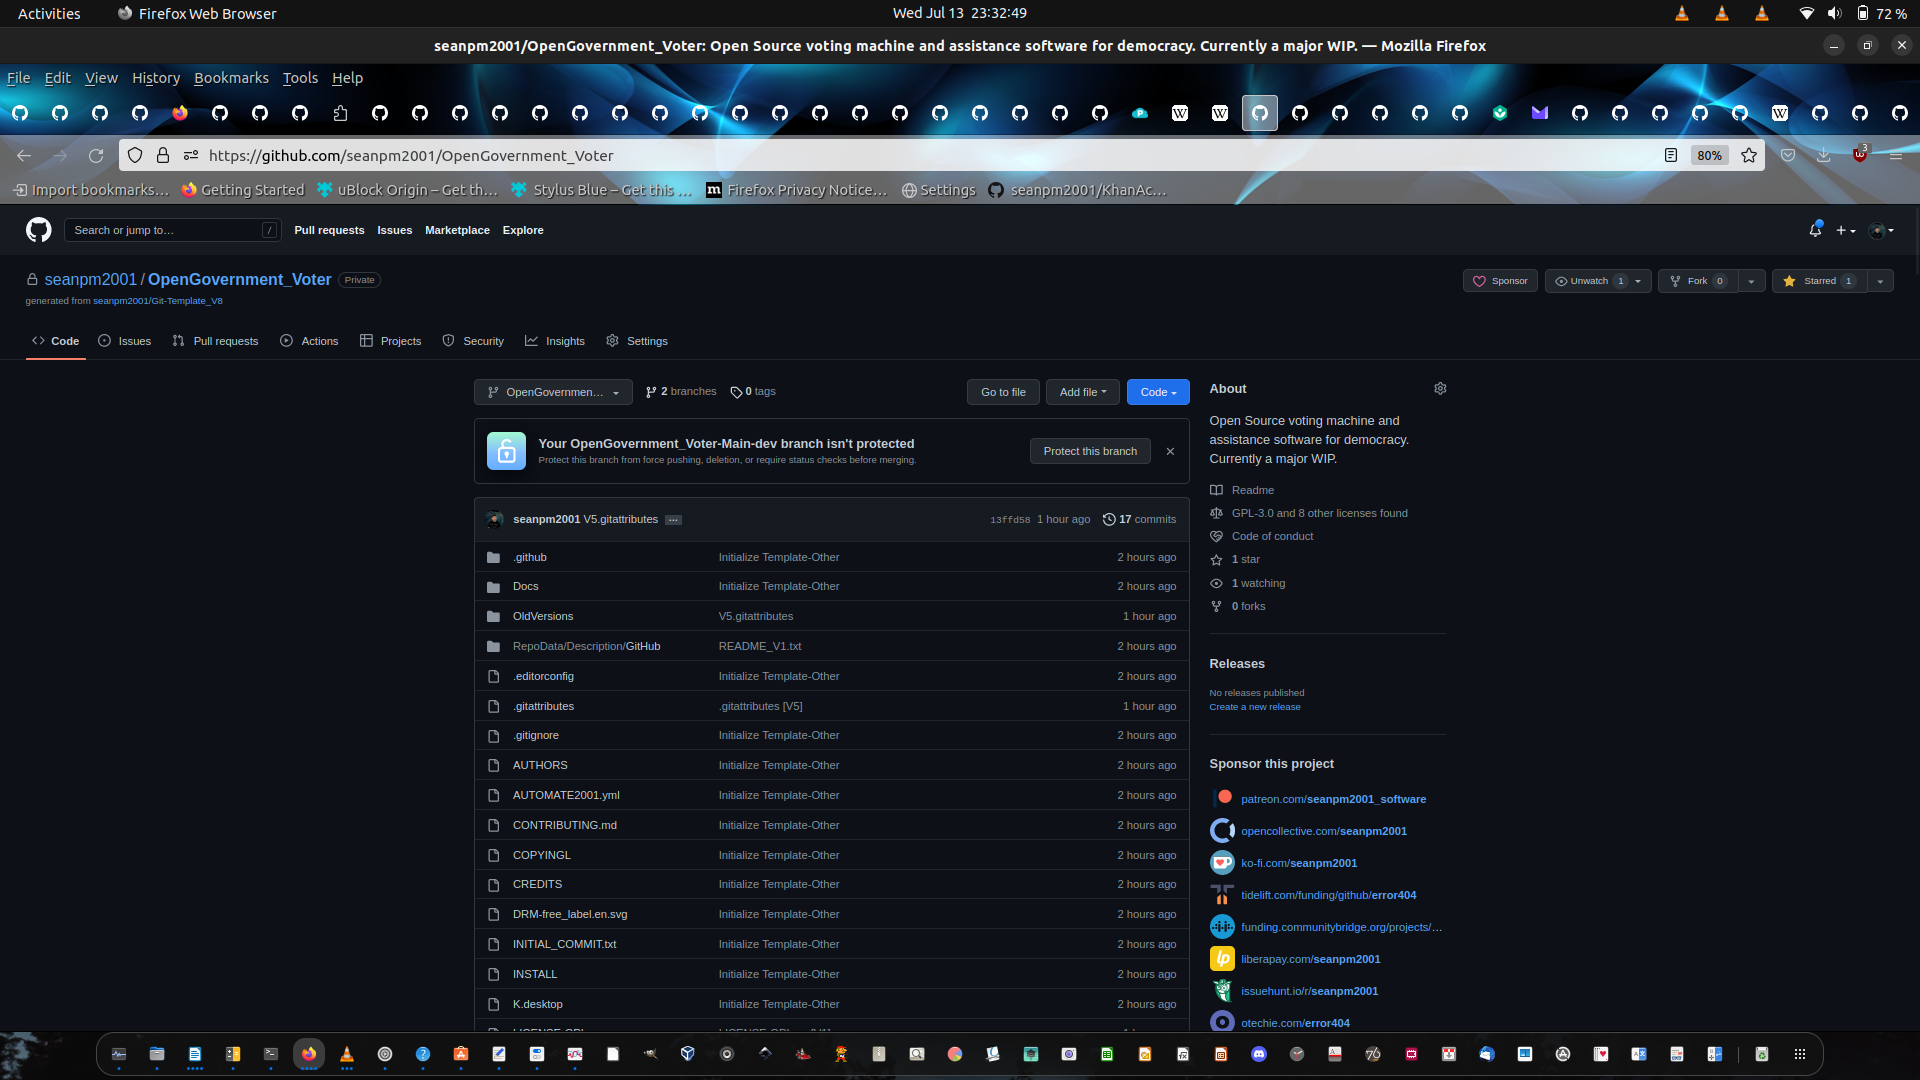 Activities Firefox Web Browser Wed Jul 13 23:32:49 72 %
seanpm2001/OpenGovernment_Voter: Open Source voting machine and assistance software for democracy. Currently a major WIP. — Mozilla Firefox
File Edit View History Bookmarks Tools Help
https://github.com/seanpm2001/OpenGovernment_Voter 80% 3
Import bookmarks… Getting Started uBlock Origin – Get th… Stylus Blue – Get this … Firefox Privacy Notice… Settings seanpm2001/KhanAc…
Search or jump to… / Pull requests Issues Marketplace Explore
seanpm2001 / OpenGovernment_Voter Private Sponsor Unwatch 1 Fork 0 Starred 1
generated from seanpm2001/Git-Template_V8
Code Issues Pull requests Actions Projects Security Insights Settings
OpenGovernmen… 2 branches 0 tags Go to file Add file Code
Your OpenGovernment_Voter-Main-dev branch isn't protected
Protect this branch from force pushing, deletion, or require status checks before merging.
Protect this branch
seanpm2001 V5.gitattributes … 13ffd58 1 hour ago 17 commits
.github Initialize Template-Other 2 hours ago
Docs Initialize Template-Other 2 hours ago
OldVersions V5.gitattributes 1 hour ago
RepoData/Description/GitHub README_V1.txt 2 hours ago
.editorconfig Initialize Template-Other 2 hours ago
.gitattributes .gitattributes [V5] 1 hour ago
.gitignore Initialize Template-Other 2 hours ago
AUTHORS Initialize Template-Other 2 hours ago
AUTOMATE2001.yml Initialize Template-Other 2 hours ago
CONTRIBUTING.md Initialize Template-Other 2 hours ago
COPYINGL Initialize Template-Other 2 hours ago
CREDITS Initialize Template-Other 2 hours ago
DRM-free_label.en.svg Initialize Template-Other 2 hours ago
INITIAL_COMMIT.txt Initialize Template-Other 2 hours ago
INSTALL Initialize Template-Other 2 hours ago
K.desktop Initialize Template-Other 2 hours ago
About
Open Source voting machine and
assistance software for democracy.
Currently a major WIP.
Readme
GPL-3.0 and 8 other licenses found
Code of conduct
1 star
1 watching
0 forks
Releases
No releases published
Create a new release
Sponsor this project
patreon.com/seanpm2001_software
opencollective.com/seanpm2001
ko-fi.com/seanpm2001
tidelift.com/funding/github/error404
funding.communitybridge.org/projects/…
liberapay.com/seanpm2001
issuehunt.io/r/seanpm2001
otechie.com/error404